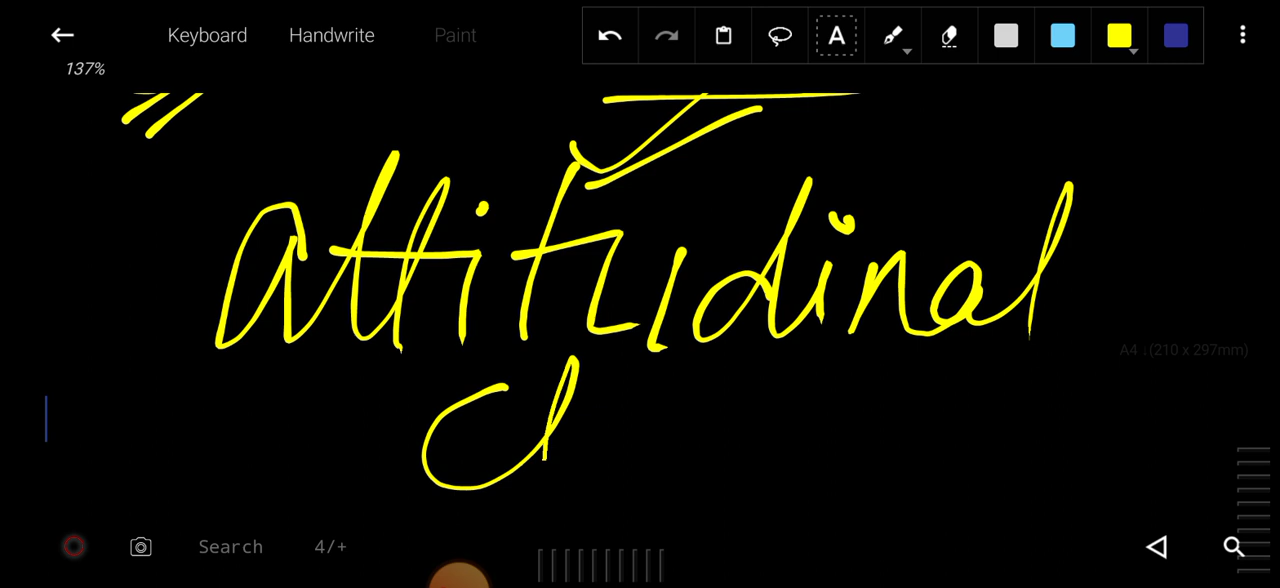 Keyboard Handwrite Paint A
137%
attitudinal
A4 ↓(210 x 297mm)
Search 4/+